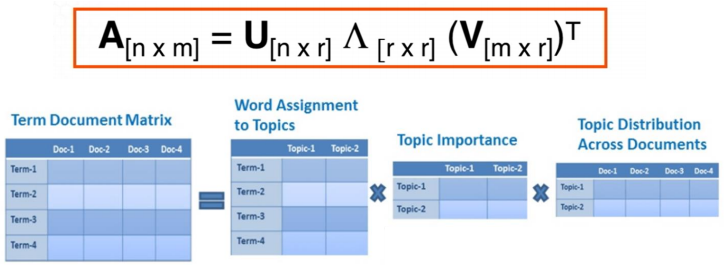 A[n x m] = U[n x r] Λ [r x r] (V[m x r])ᵀ
Term Document Matrix
Doc-1 Doc-2 Doc-3 Doc-4
Term-1
Term-2
Term-3
Term-4
=
Word Assignment
to Topics
Topic-1 Topic-2
Term-1
Term-2
Term-3
Term-4
×
Topic Importance
Topic-1 Topic-2
Topic-1
Topic-2
×
Topic Distribution
Across Documents
Doc-1 Doc-2 Doc-3 Doc-4
Topic-1
Topic-2